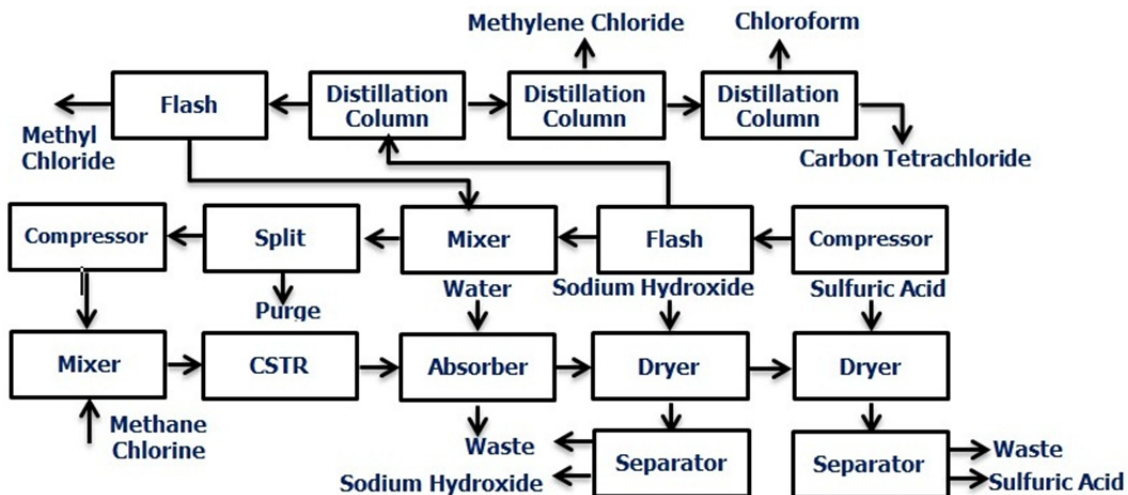 Methylene Chloride
Chloroform
Flash
Distillation
Column
Distillation
Column
Distillation
Column
Methyl
Chloride
Carbon Tetrachloride
Compressor
Split
Mixer
Flash
Compressor
Purge
Water
Sodium Hydroxide
Sulfuric Acid
Mixer
CSTR
Absorber
Dryer
Dryer
Methane
Chlorine
Waste
Sodium Hydroxide
Separator
Separator
Waste
Sulfuric Acid